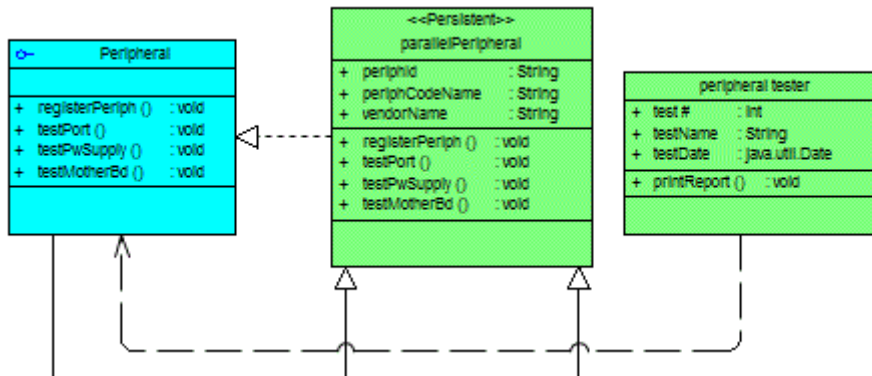 Peripheral
+ registerPeriph () : void
+ testPort () : void
+ testPwSupply () : void
+ testMotherBd () : void
<<Persistent>>
parallelPeripheral
+ periphId : String
+ periphCodeName : String
+ vendorName : String
+ registerPeriph () : void
+ testPort () : void
+ testPwSupply () : void
+ testMotherBd () : void
peripheral tester
+ test # : int
+ testName : String
+ testDate : java.util.Date
+ printReport () : void